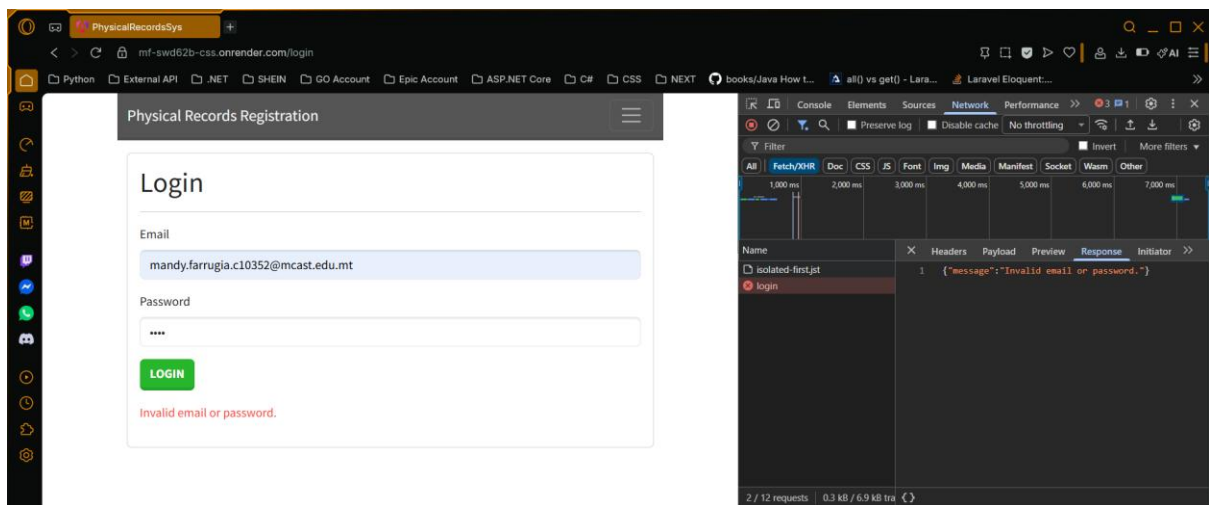 PhysicalRecordsSys
mf-swd62b-css.onrender.com/login
AI
Python External API .NET SHEIN GO Account Epic Account ASP.NET Core C# CSS NEXT books/Java How t... all() vs get() - Lara... Laravel Eloquent:...
Physical Records Registration
Login
Email
mandy.farrugia.c10352@mcast.edu.mt
Password
••••
LOGIN
Invalid email or password.
Console Elements Sources Network Performance 3 1
Preserve log Disable cache No throttling
Filter Invert More filters
All Fetch/XHR Doc CSS JS Font Img Media Manifest Socket Wasm Other
1,000 ms 2,000 ms 3,000 ms 4,000 ms 5,000 ms 6,000 ms 7,000 ms
Name Headers Payload Preview Response Initiator
isolated-first.jst
login
1 {"message":"Invalid email or password."}
2 / 12 requests 0.3 kB / 6.9 kB tra { }